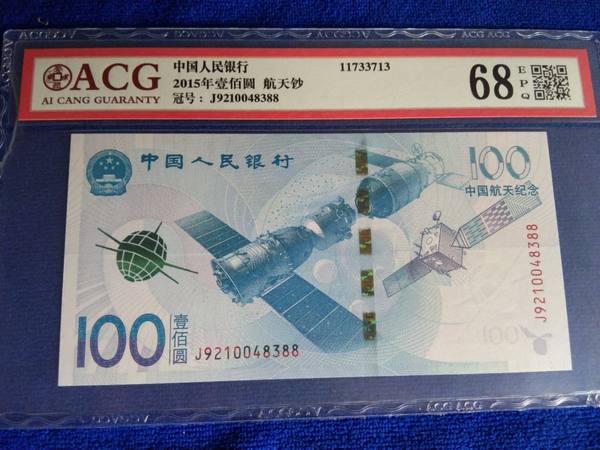 ACG
AI CANG GUARANTY
中国人民银行 11733713
2015年壹佰圆 航天钞
冠号：J9210048388
68
EPQ
中国人民银行
100
中国航天纪念
J9210048388
100
壹佰圆
J9210048388